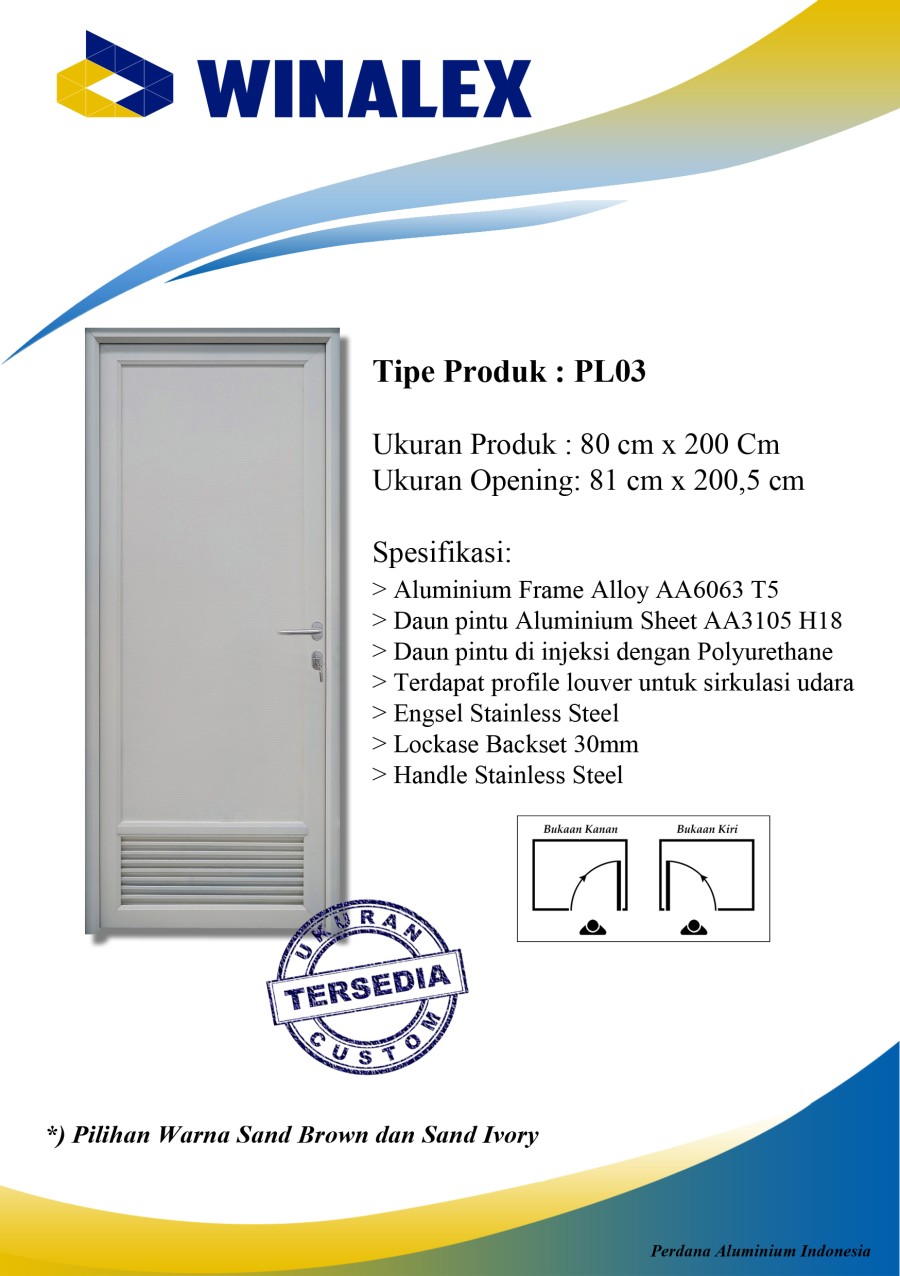 WINALEX
Tipe Produk : PL03
Ukuran Produk : 80 cm x 200 Cm
Ukuran Opening: 81 cm x 200,5 cm
Spesifikasi:
> Aluminium Frame Alloy AA6063 T5
> Daun pintu Aluminium Sheet AA3105 H18
> Daun pintu di injeksi dengan Polyurethane
> Terdapat profile louver untuk sirkulasi udara
> Engsel Stainless Steel
> Lockase Backset 30mm
> Handle Stainless Steel
Bukaan Kanan
Bukaan Kiri
UKURAN
TERSEDIA
CUSTOM
*) Pilihan Warna Sand Brown dan Sand Ivory
Perdana Aluminium Indonesia